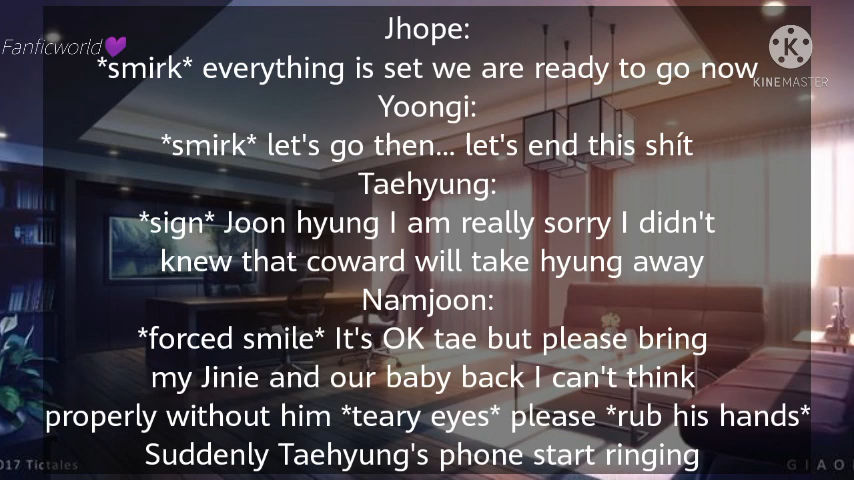 Jhope:
Fanficworld💜
*smirk* everything is set we are ready to go now
KINEMASTER
Yoongi:
*smirk* let's go then... let's end this shít
Taehyung:
*sign* Joon hyung I am really sorry I didn't
knew that coward will take hyung away
Namjoon:
*forced smile* It's OK tae but please bring
my Jinie and our baby back I can't think
properly without him *teary eyes* please *rub his hands*
Suddenly Taehyung's phone start ringing
017 Tictales
GIAO